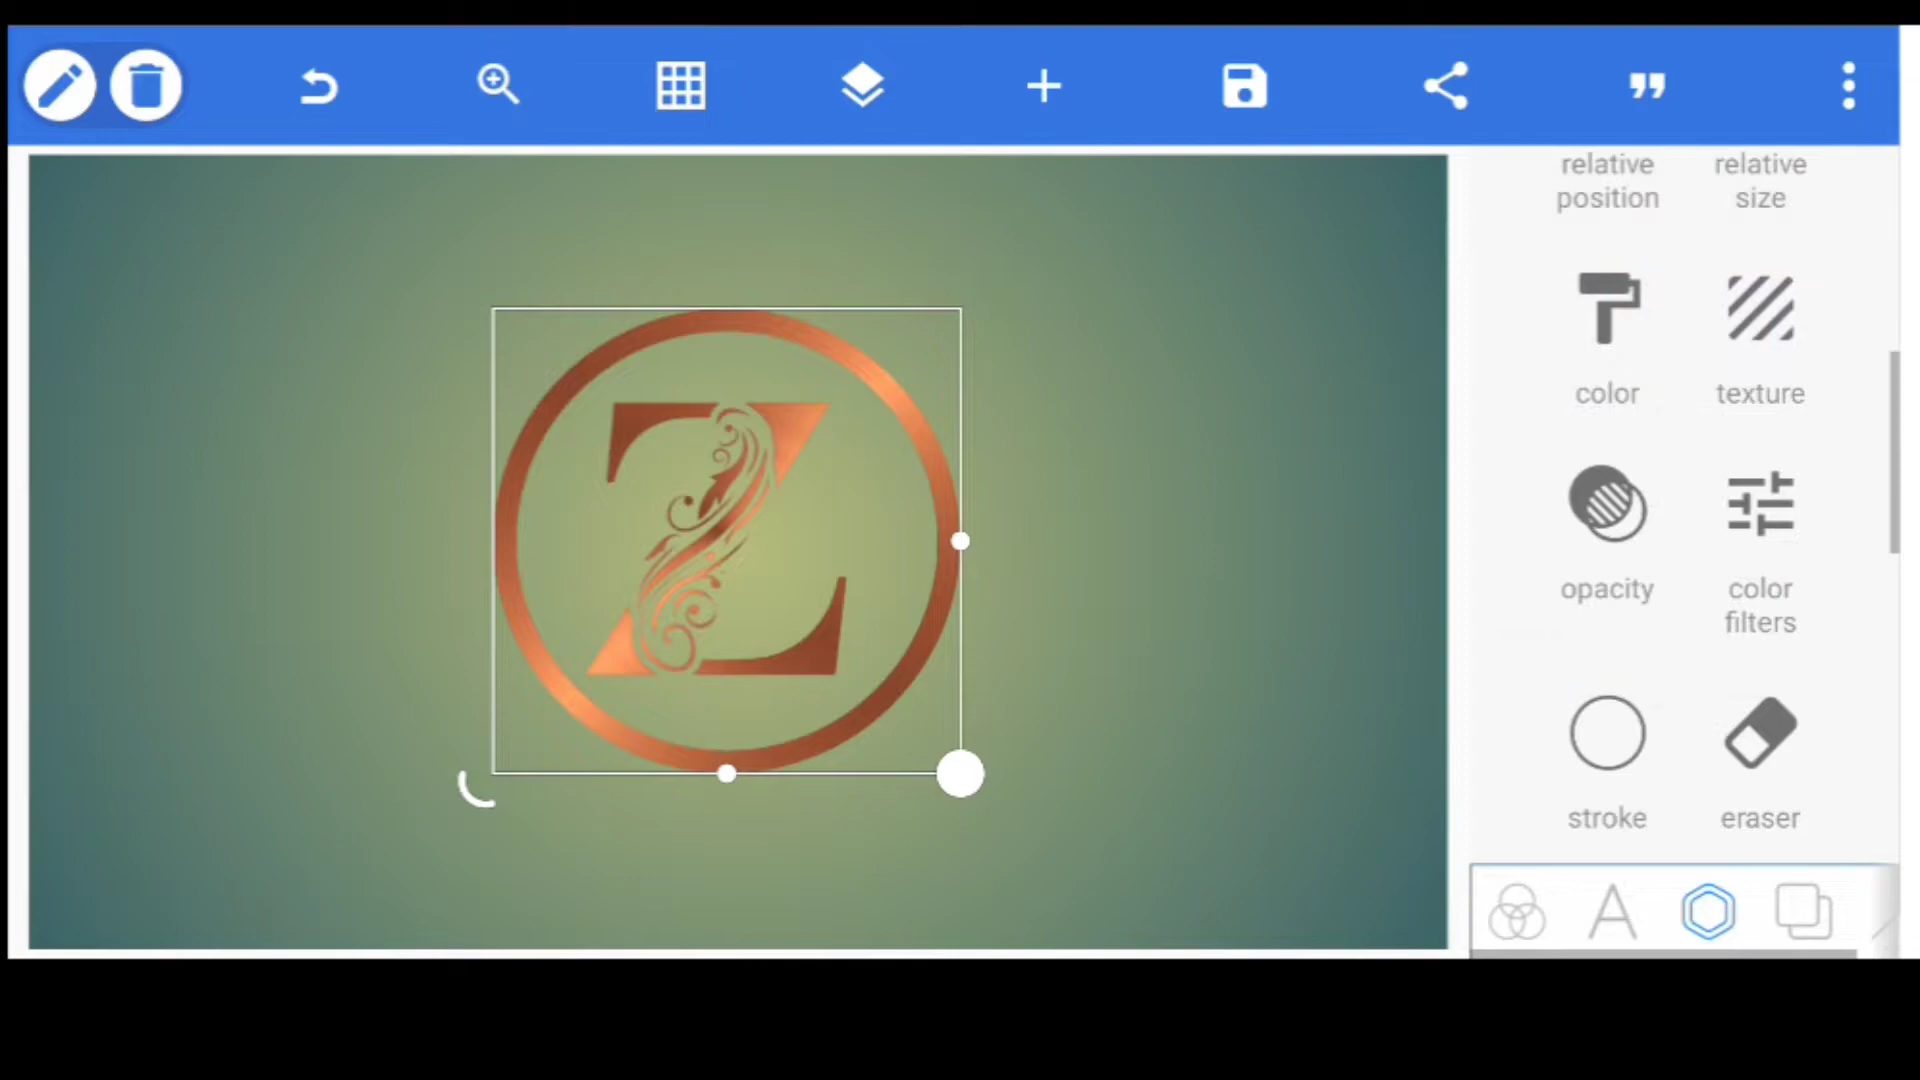 relative position
relative size
color
texture
opacity
color filters
stroke
eraser
Z
A